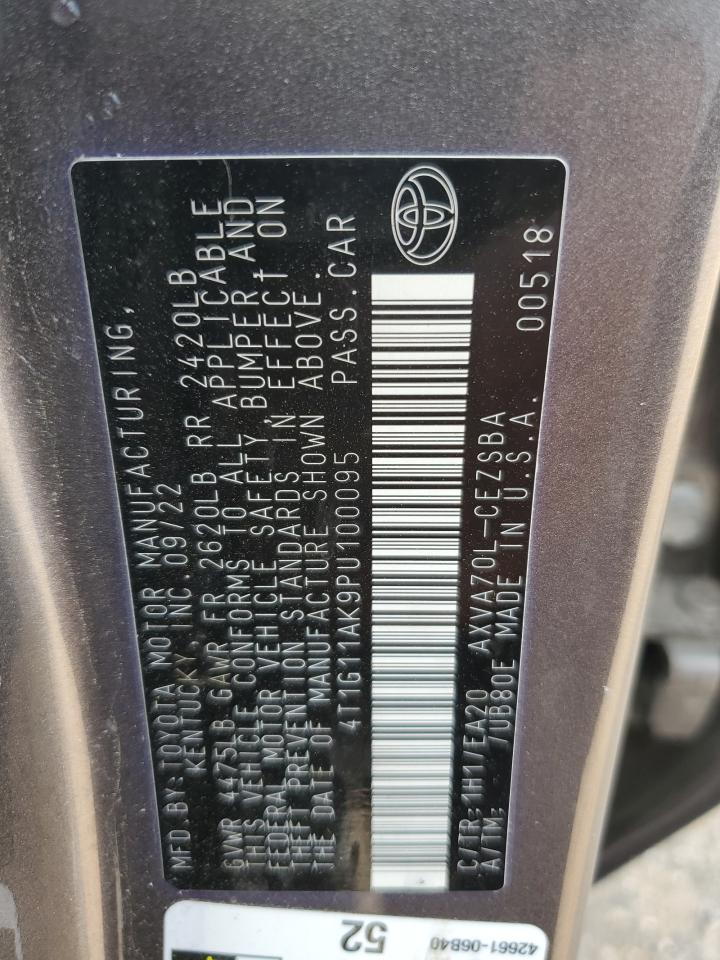 MFD.BY:TOYOTA MOTOR MANUFACTURING,
KENTUCKY INC.09/22
GVWR 4475LB GAWR FR 2620LB RR 2420LB
THIS VEHICLE CONFORMS TO ALL APPLICABLE
FEDERAL MOTOR VEHICLE SAFETY, BUMPER, AND
THEFT PREVENTION STANDARDS IN EFFECT ON
THE DATE OF MANUFACTURE SHOWN ABOVE.
4T1G11AK9PU100095 PASS.CAR
C/TR:1H1/EA20 AXVA70L-CEZSBA
A/TM: /UB80E MADE IN U.S.A. 00518
52
42661-06B40